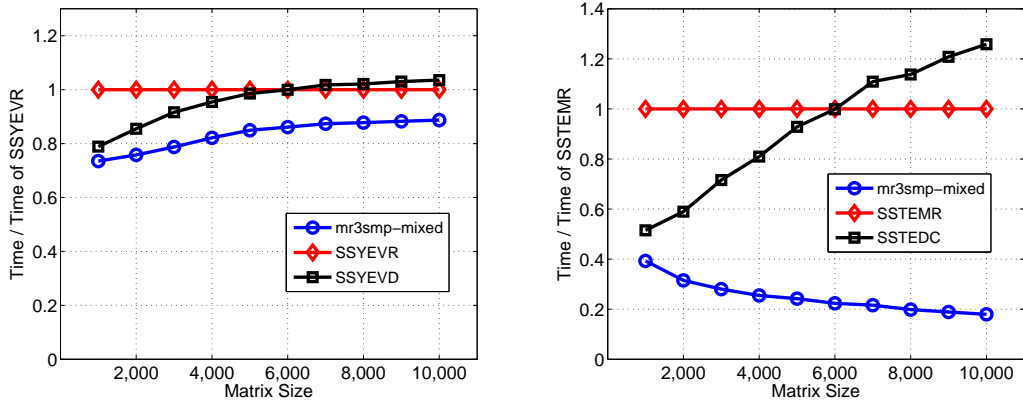 1.2
1
0.8
0.6
0.4
0.2
0
Time / Time of SSYEVR
mr3smp-mixed
SSYEVR
SSYEVD
2,000 4,000 6,000 8,000 10,000
Matrix Size
1.4
1.2
1
0.8
0.6
0.4
0.2
0
Time / Time of SSTEMR
mr3smp-mixed
SSTEMR
SSTEDC
2,000 4,000 6,000 8,000 10,000
Matrix Size